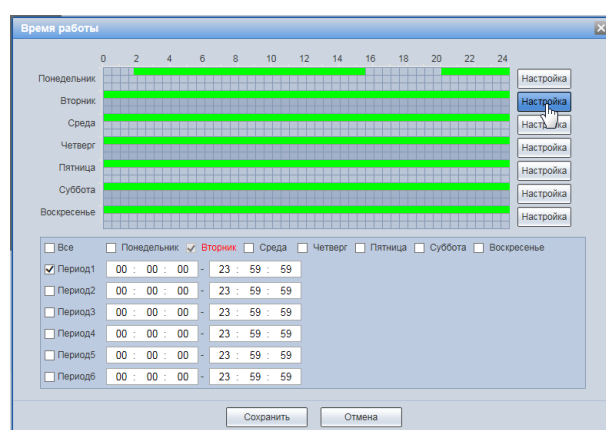 Время работы
0 2 4 6 8 10 12 14 16 18 20 22 24
Понедельник Настройка
Вторник Настройка
Среда Настройка
Четверг Настройка
Пятница Настройка
Суббота Настройка
Воскресенье Настройка
Все Понедельник Вторник Среда Четверг Пятница Суббота Воскресенье
Период1 00 : 00 : 00 - 23 : 59 : 59
Период2 00 : 00 : 00 - 23 : 59 : 59
Период3 00 : 00 : 00 - 23 : 59 : 59
Период4 00 : 00 : 00 - 23 : 59 : 59
Период5 00 : 00 : 00 - 23 : 59 : 59
Период6 00 : 00 : 00 - 23 : 59 : 59
Сохранить Отмена